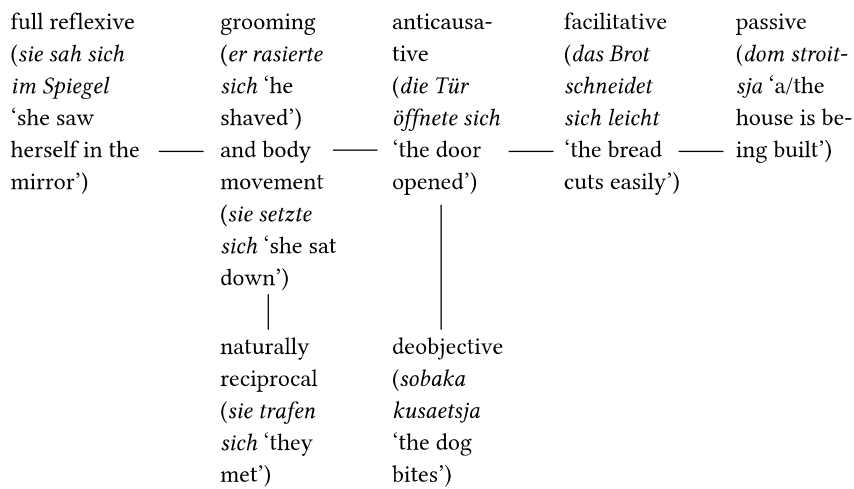 full reflexive
(sie sah sich
im Spiegel
‘she saw
herself in the
mirror’)
grooming
(er rasierte
sich ‘he
shaved’)
and body
movement
(sie setzte
sich ‘she sat
down’)
anticausa-
tive
(die Tür
öffnete sich
‘the door
opened’)
facilitative
(das Brot
schneidet
sich leicht
‘the bread
cuts easily’)
passive
(dom stroit-
sja ‘a/the
house is be-
ing built’)
naturally
reciprocal
(sie trafen
sich ‘they
met’)
deobjective
(sobaka
kusaetsja
‘the dog
bites’)